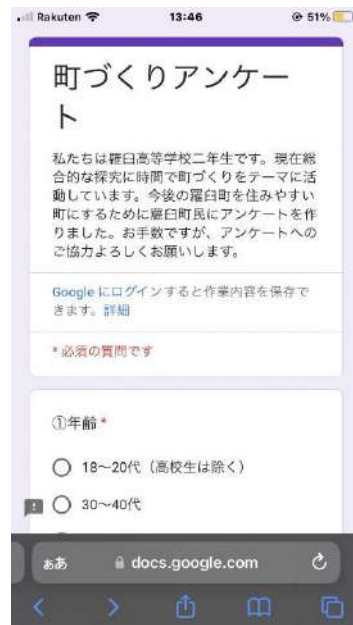 Rakuten 13:46 51%
町づくりアンケー
ト
私たちは羅臼高等学校二年生です。現在総
合的な探究に時間で町づくりをテーマに活
動しています。今後の羅臼町を住みやすい
町にするために羅臼町民にアンケートを作
りました。お手数ですが、アンケートへの
ご協力よろしくお願いします。
Google にログインすると作業内容を保存で
きます。詳細
* 必須の質問です
①年齢 *
18〜20代（高校生は除く）
30〜40代
ぁあ docs.google.com